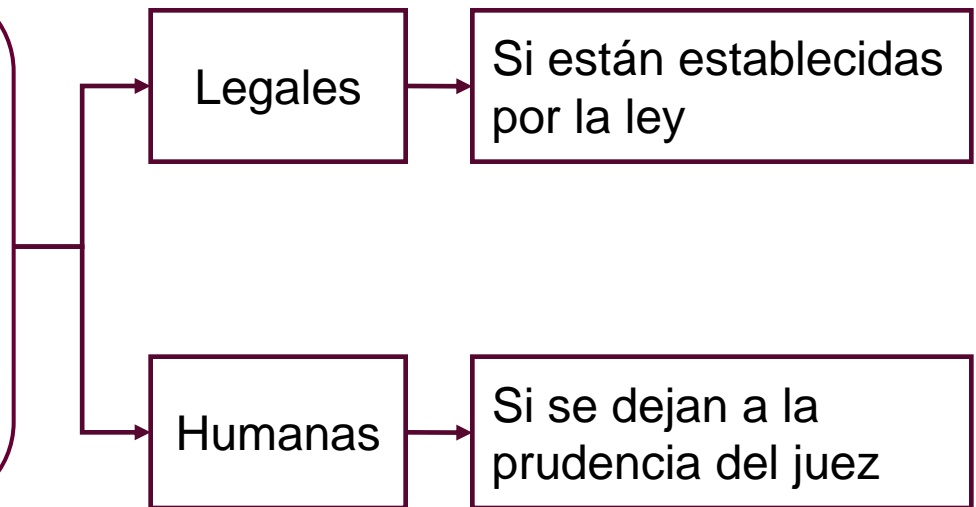 Legales
Si están establecidas
por la ley
Humanas
Si se dejan a la
prudencia del juez